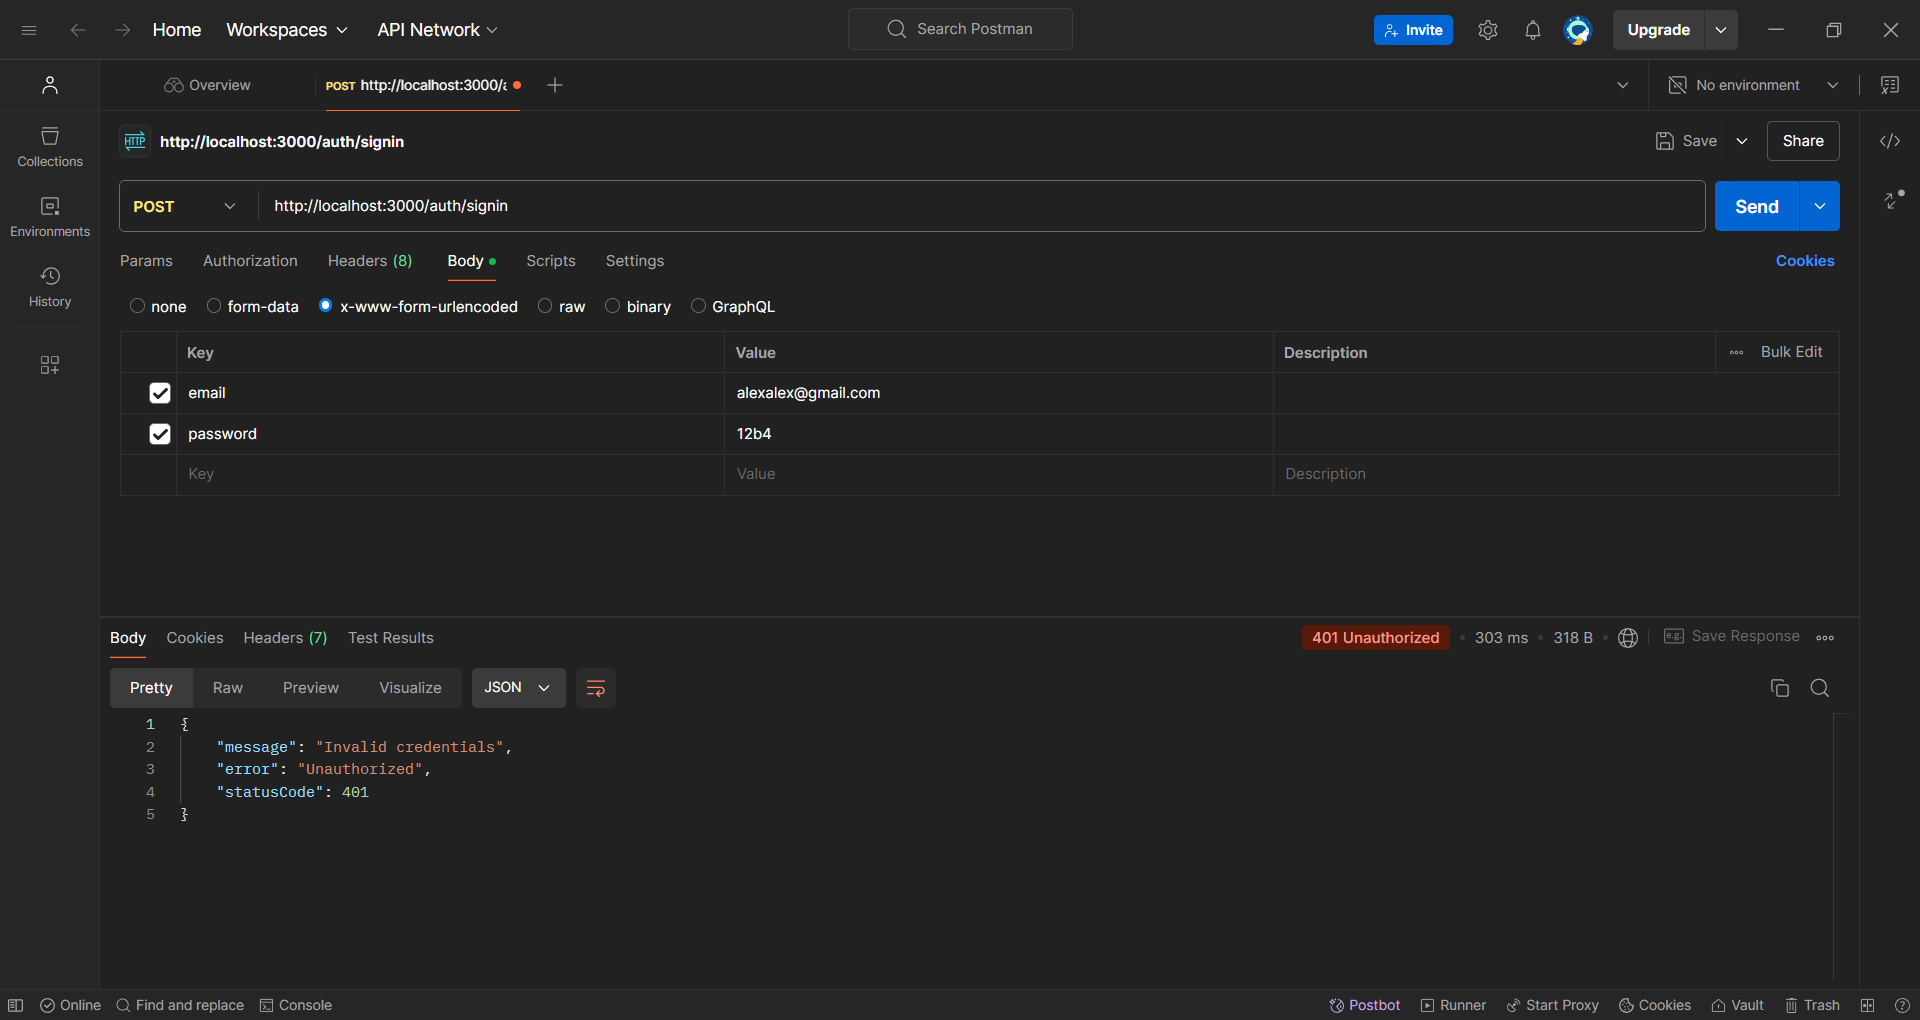 Home Workspaces API Network Search Postman Invite Upgrade
Overview POST http://localhost:3000/a No environment
HTTP http://localhost:3000/auth/signin Save Share
POST http://localhost:3000/auth/signin Send
Params Authorization Headers (8) Body Scripts Settings Cookies
none form-data x-www-form-urlencoded raw binary GraphQL
Key Value Description Bulk Edit
email alexalex@gmail.com
password 12b4
Key Value Description
Collections
Environments
History
Body Cookies Headers (7) Test Results 401 Unauthorized 303 ms 318 B e.g. Save Response
Pretty Raw Preview Visualize JSON
1 {
2 "message": "Invalid credentials",
3 "error": "Unauthorized",
4 "statusCode": 401
5 }
Online Find and replace Console Postbot Runner Start Proxy Cookies Vault Trash